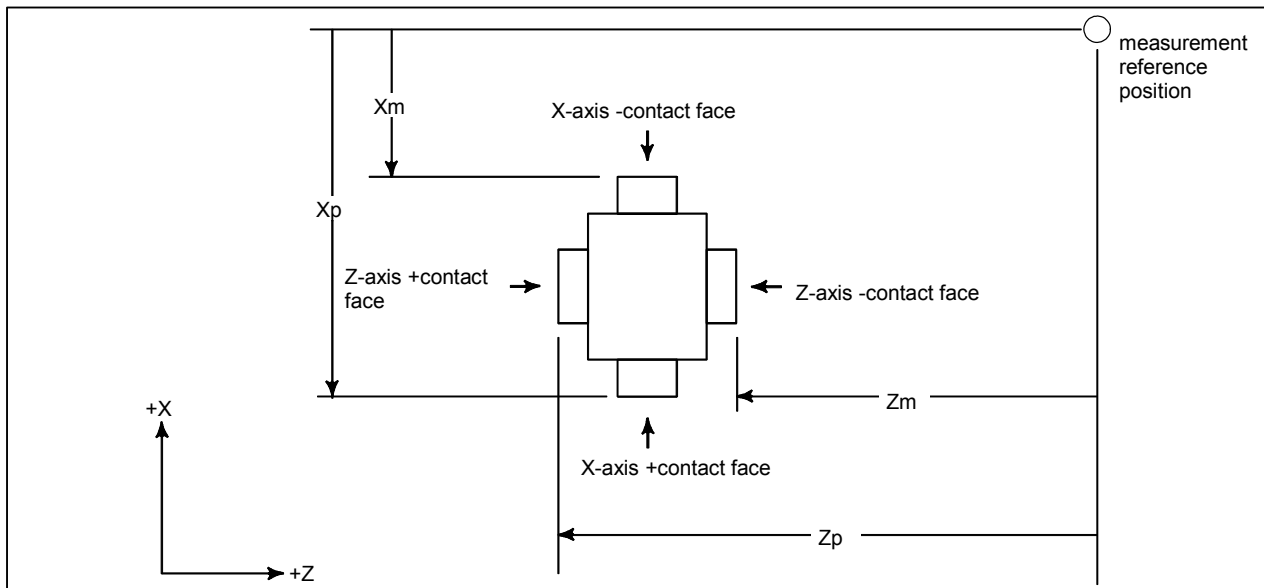 measurement
reference
position
Xm
X-axis -contact face
Xp
Z-axis +contact
face
Z-axis -contact face
Zm
+X
X-axis +contact face
Zp
+Z